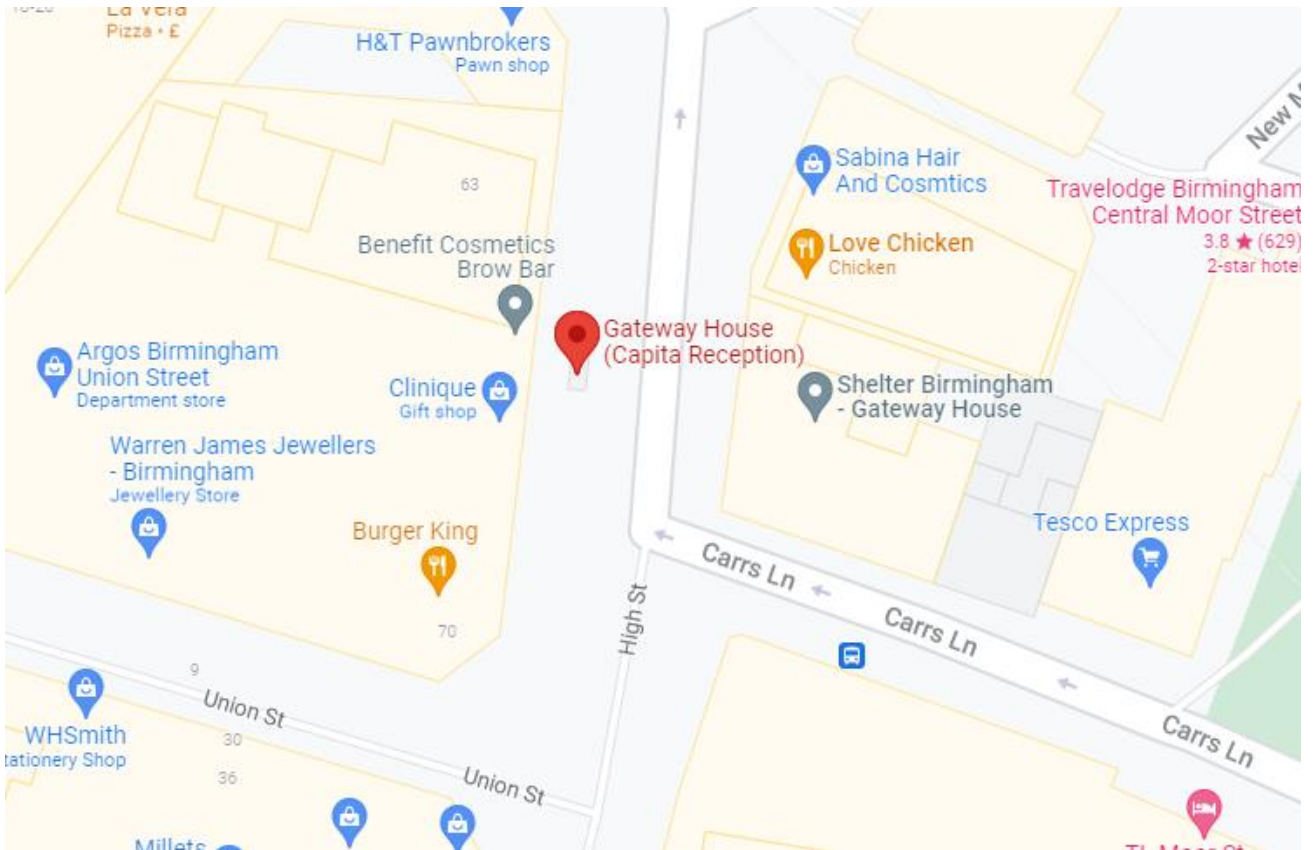 18-20
La Vera
Pizza • £
H&T Pawnbrokers
Pawn shop
New
Sabina Hair
And Cosmtics
63
Travelodge Birmingham
Central Moor Street
3.8 ★ (629)
2-star hotel
Benefit Cosmetics
Brow Bar
Love Chicken
Chicken
Gateway House
(Capita Reception)
Argos Birmingham
Union Street
Department store
Clinique
Gift shop
Shelter Birmingham
- Gateway House
Warren James Jewellers
- Birmingham
Jewellery Store
Burger King
Tesco Express
Carrs Ln
High St
Carrs Ln
70
9
Union St
Carrs Ln
WHSmith
tationery Shop
30
36
Union St
Millets